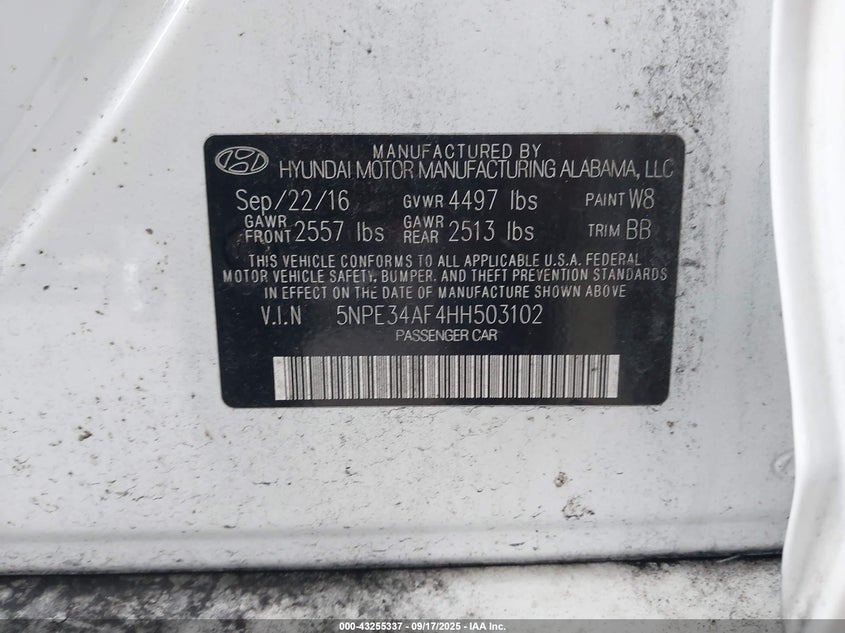 MANUFACTURED BY
HYUNDAI MOTOR MANUFACTURING ALABAMA, LLC
Sep/22/16 GVWR 4497 lbs PAINT W8
GAWR FRONT 2557 lbs GAWR REAR 2513 lbs TRIM BB
THIS VEHICLE CONFORMS TO ALL APPLICABLE U.S.A. FEDERAL
MOTOR VEHICLE SAFETY, BUMPER, AND THEFT PREVENTION STANDARDS
IN EFFECT ON THE DATE OF MANUFACTURE SHOWN ABOVE.
V.I.N 5NPE34AF4HH503102
PASSENGER CAR
000-43255337 - 09/17/2025 - IAA Inc.